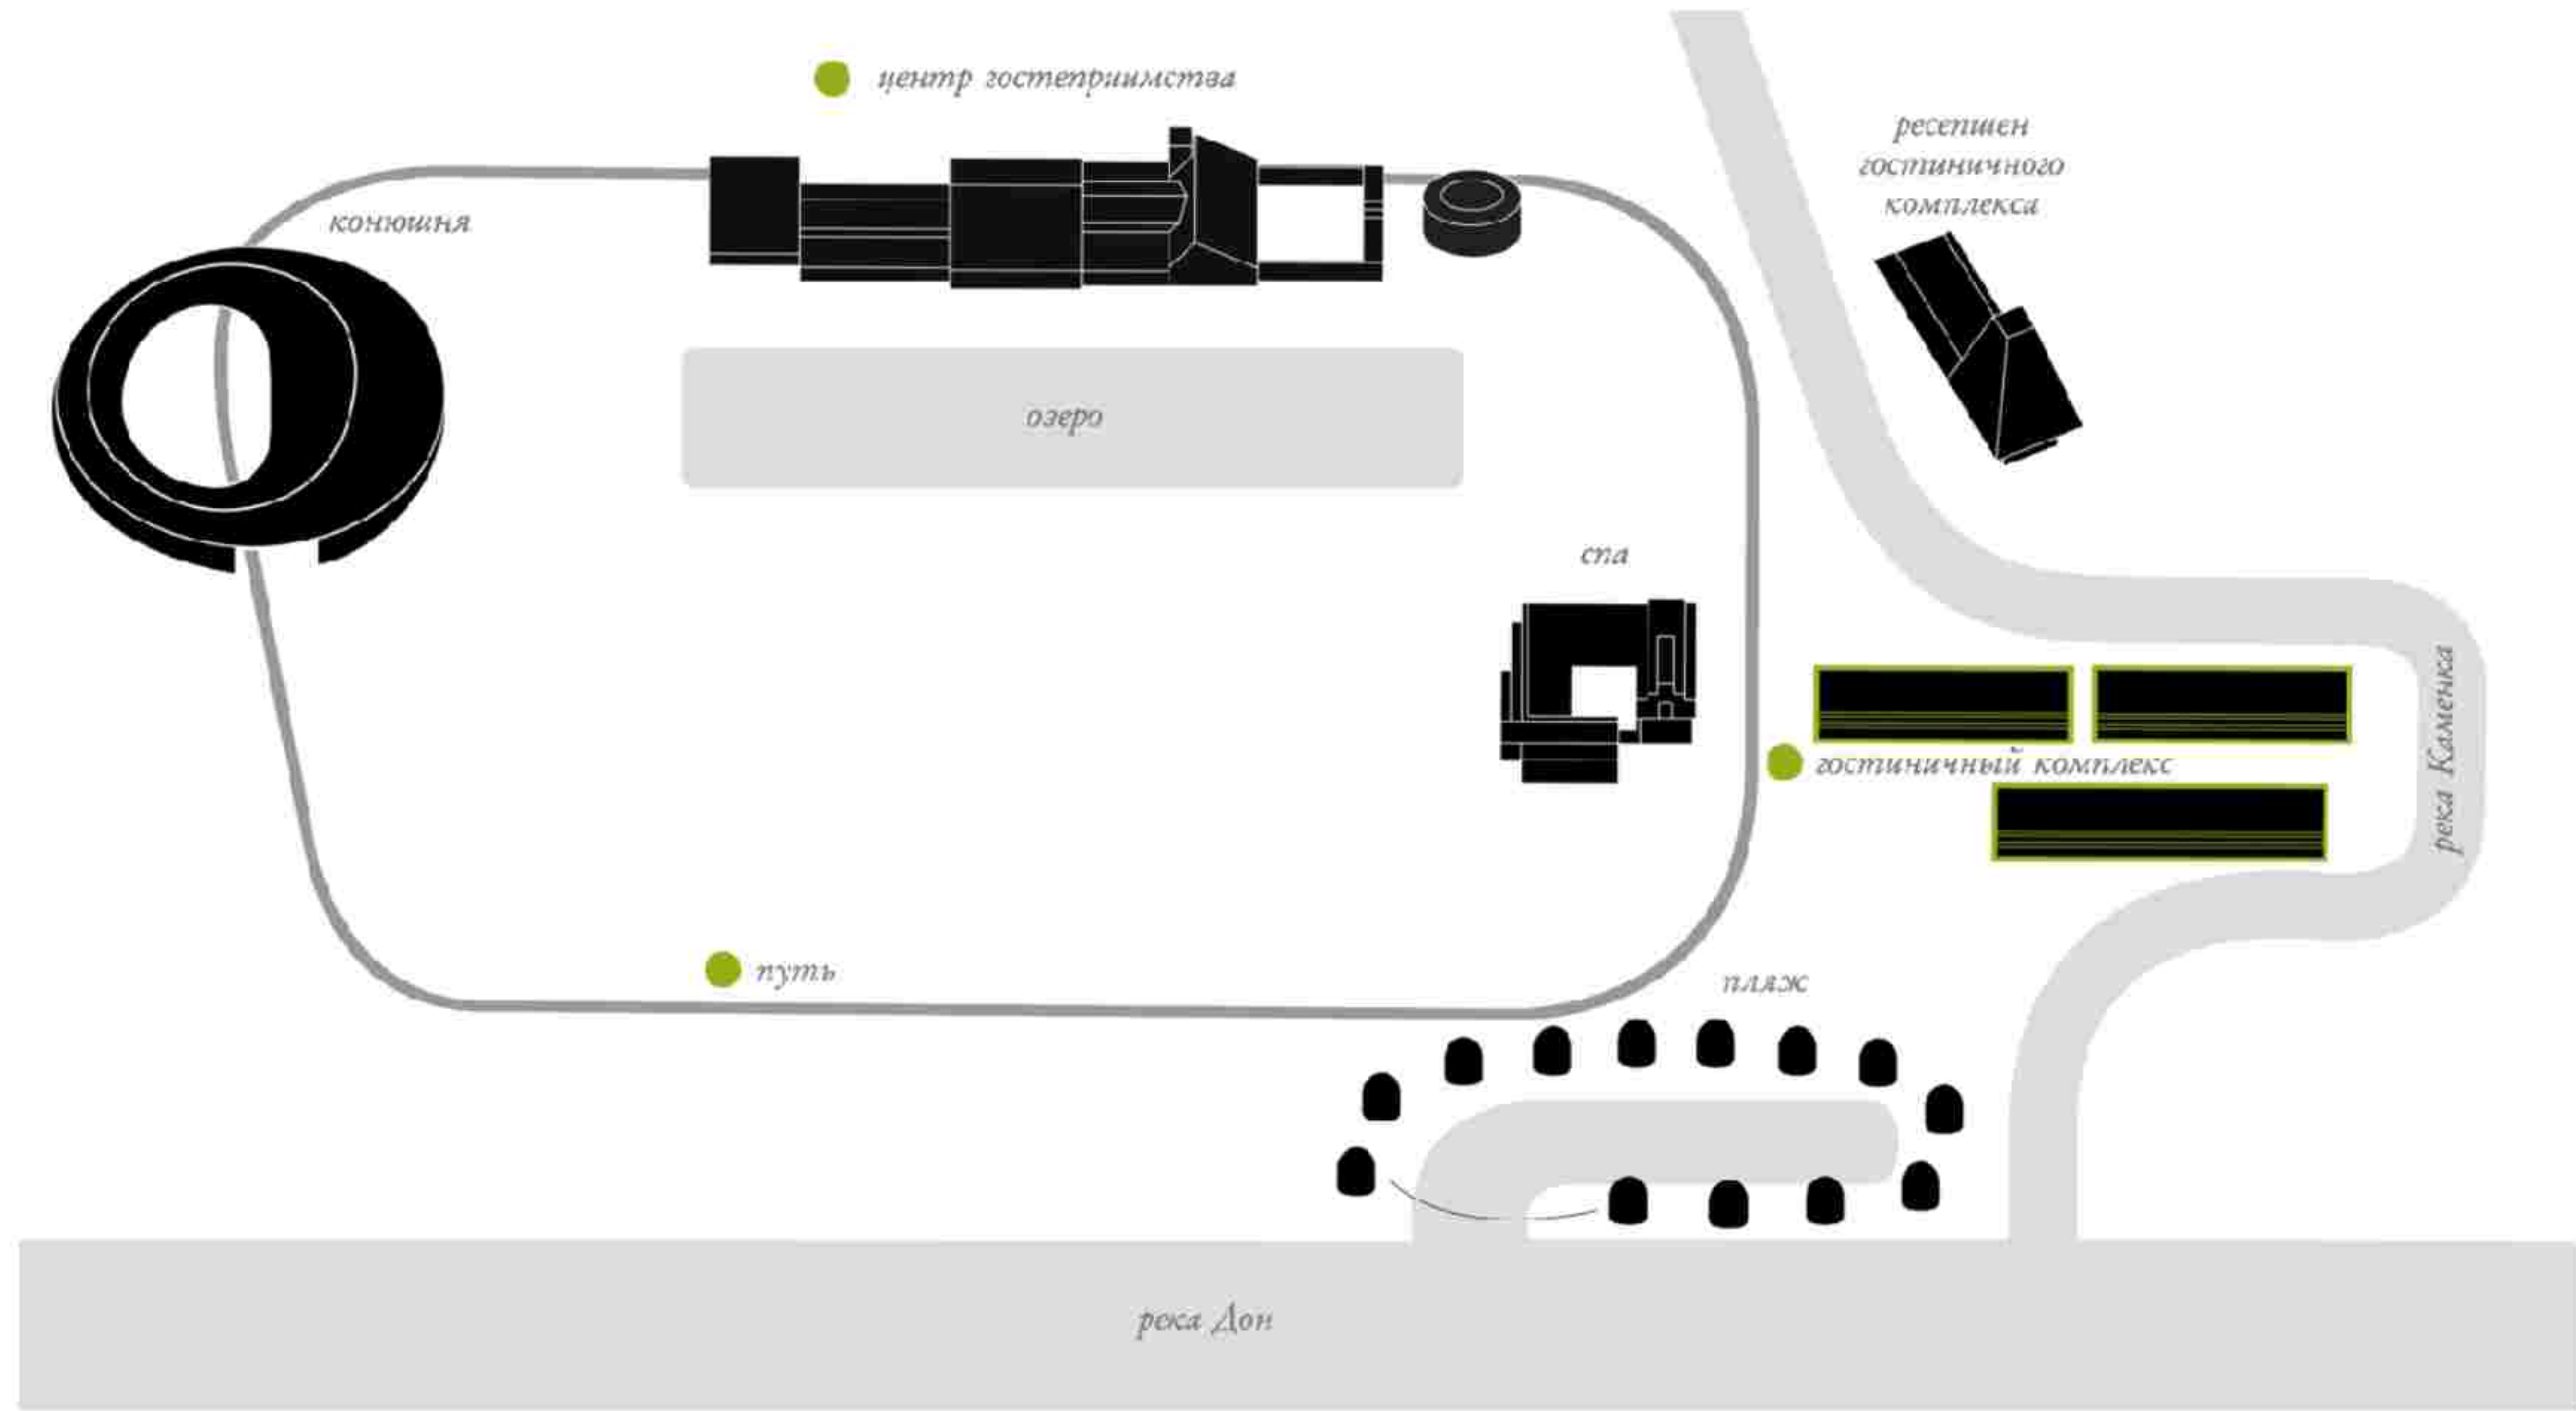 центр гостеприимства
ресепшен
гостиничного
комплекса
конюшня
озеро
спа
река Каменка
гостиничный комплекс
путь
пляж
река Дон